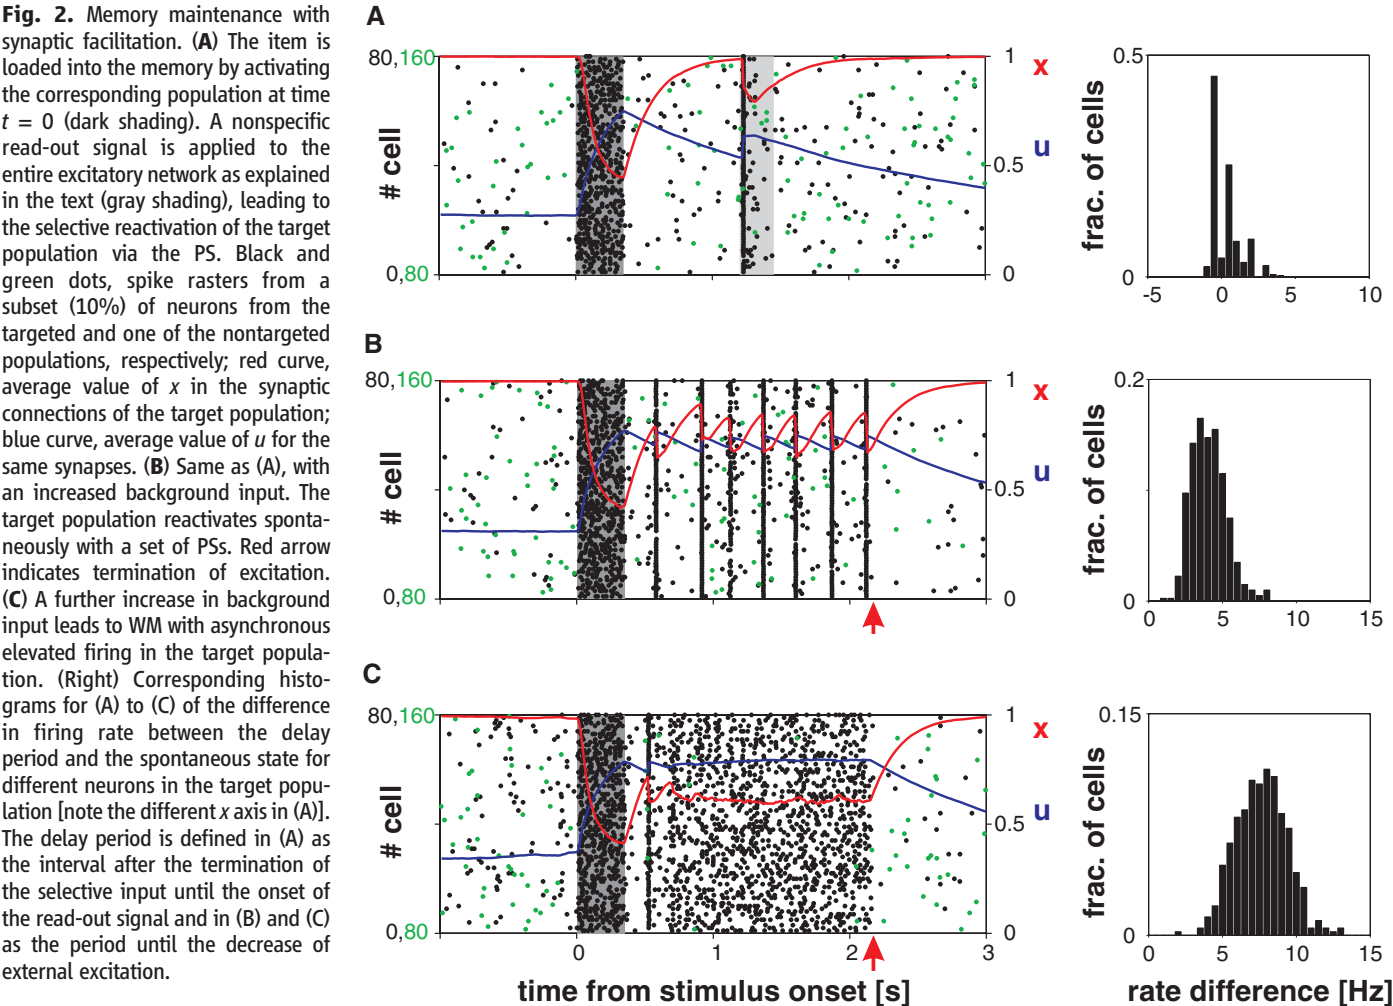 Fig. 2. Memory maintenance with
synaptic facilitation. (A) The item is
loaded into the memory by activating
the corresponding population at time
t = 0 (dark shading). A nonspecific
read-out signal is applied to the
entire excitatory network as explained
in the text (gray shading), leading to
the selective reactivation of the target
population via the PS. Black and
green dots, spike rasters from a
subset (10%) of neurons from the
targeted and one of the nontargeted
populations, respectively; red curve,
average value of x in the synaptic
connections of the target population;
blue curve, average value of u for the
same synapses. (B) Same as (A), with
an increased background input. The
target population reactivates sponta-
neously with a set of PSs. Red arrow
indicates termination of excitation.
(C) A further increase in background
input leads to WM with asynchronous
elevated firing in the target popula-
tion. (Right) Corresponding histo-
grams for (A) to (C) of the difference
in firing rate between the delay
period and the spontaneous state for
different neurons in the target popu-
lation [note the different x axis in (A)].
The delay period is defined in (A) as
the interval after the termination of
the selective input until the onset of
the read-out signal and in (B) and (C)
as the period until the decrease of
external excitation.
A
80,160
# cell
0,80
1
0.5
0
x
u
0.5
frac. of cells
0
-5 0 5 10
B
80,160
# cell
0,80
1
0.5
0
x
u
0.2
frac. of cells
0
0 5 10 15
C
80,160
# cell
0,80
1
0.5
0
x
u
0 1 2 3
time from stimulus onset [s]
0.15
frac. of cells
0
0 5 10 15
rate difference [Hz]